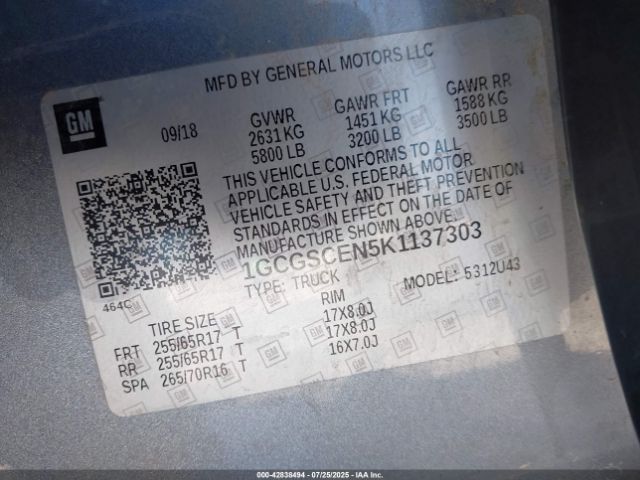 MFD BY GENERAL MOTORS LLC
GM
09/18
GVWR GAWR FRT GAWR RR
2631 KG 1451 KG 1588 KG
5800 LB 3200 LB 3500 LB
THIS VEHICLE CONFORMS TO ALL
APPLICABLE U.S. FEDERAL MOTOR
VEHICLE SAFETY AND THEFT PREVENTION
STANDARDS IN EFFECT ON THE DATE OF
MANUFACTURE SHOWN ABOVE.
1GCGSCEN5K1137303
464C
TYPE: TRUCK MODEL: 5312U43
TIRE SIZE RIM
FRT 255/65R17 T 17X8.0J
RR 255/65R17 T 17X8.0J
SPA 265/70R16 T 16X7.0J
000-42838494 - 07/25/2025 - IAA Inc.